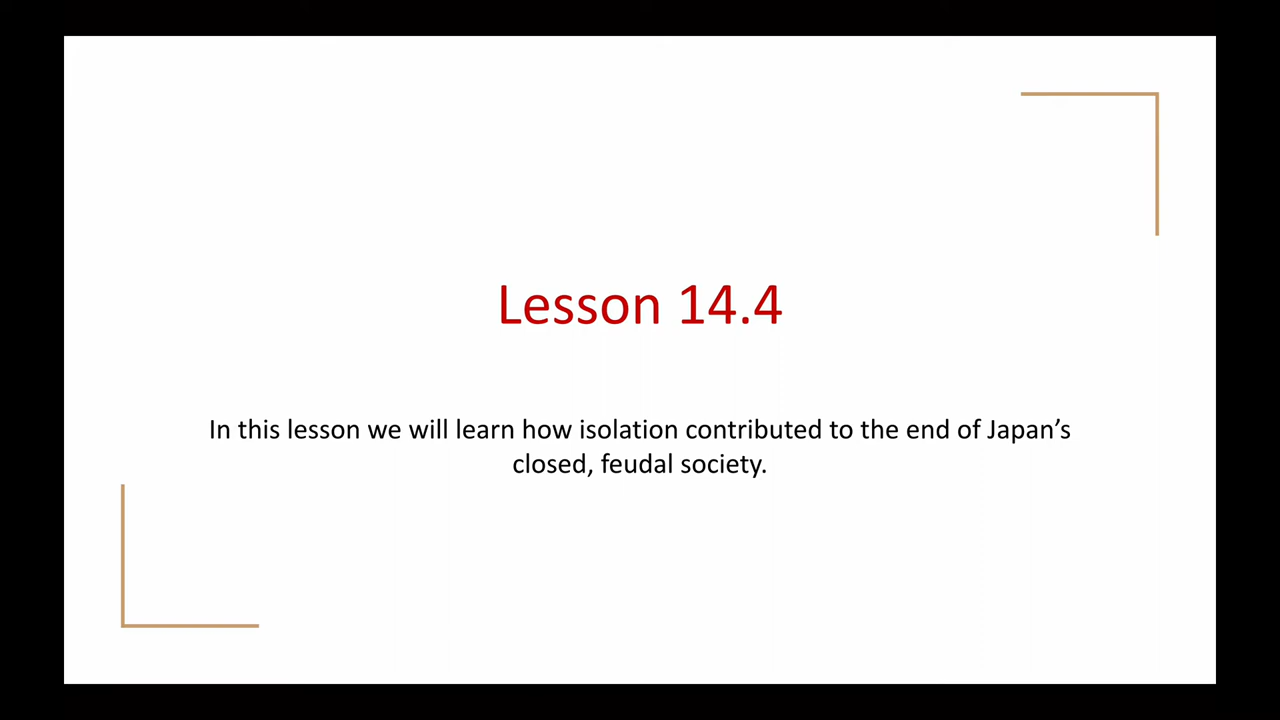 Lesson 14.4
In this lesson we will learn how isolation contributed to the end of Japan’s
closed, feudal society.